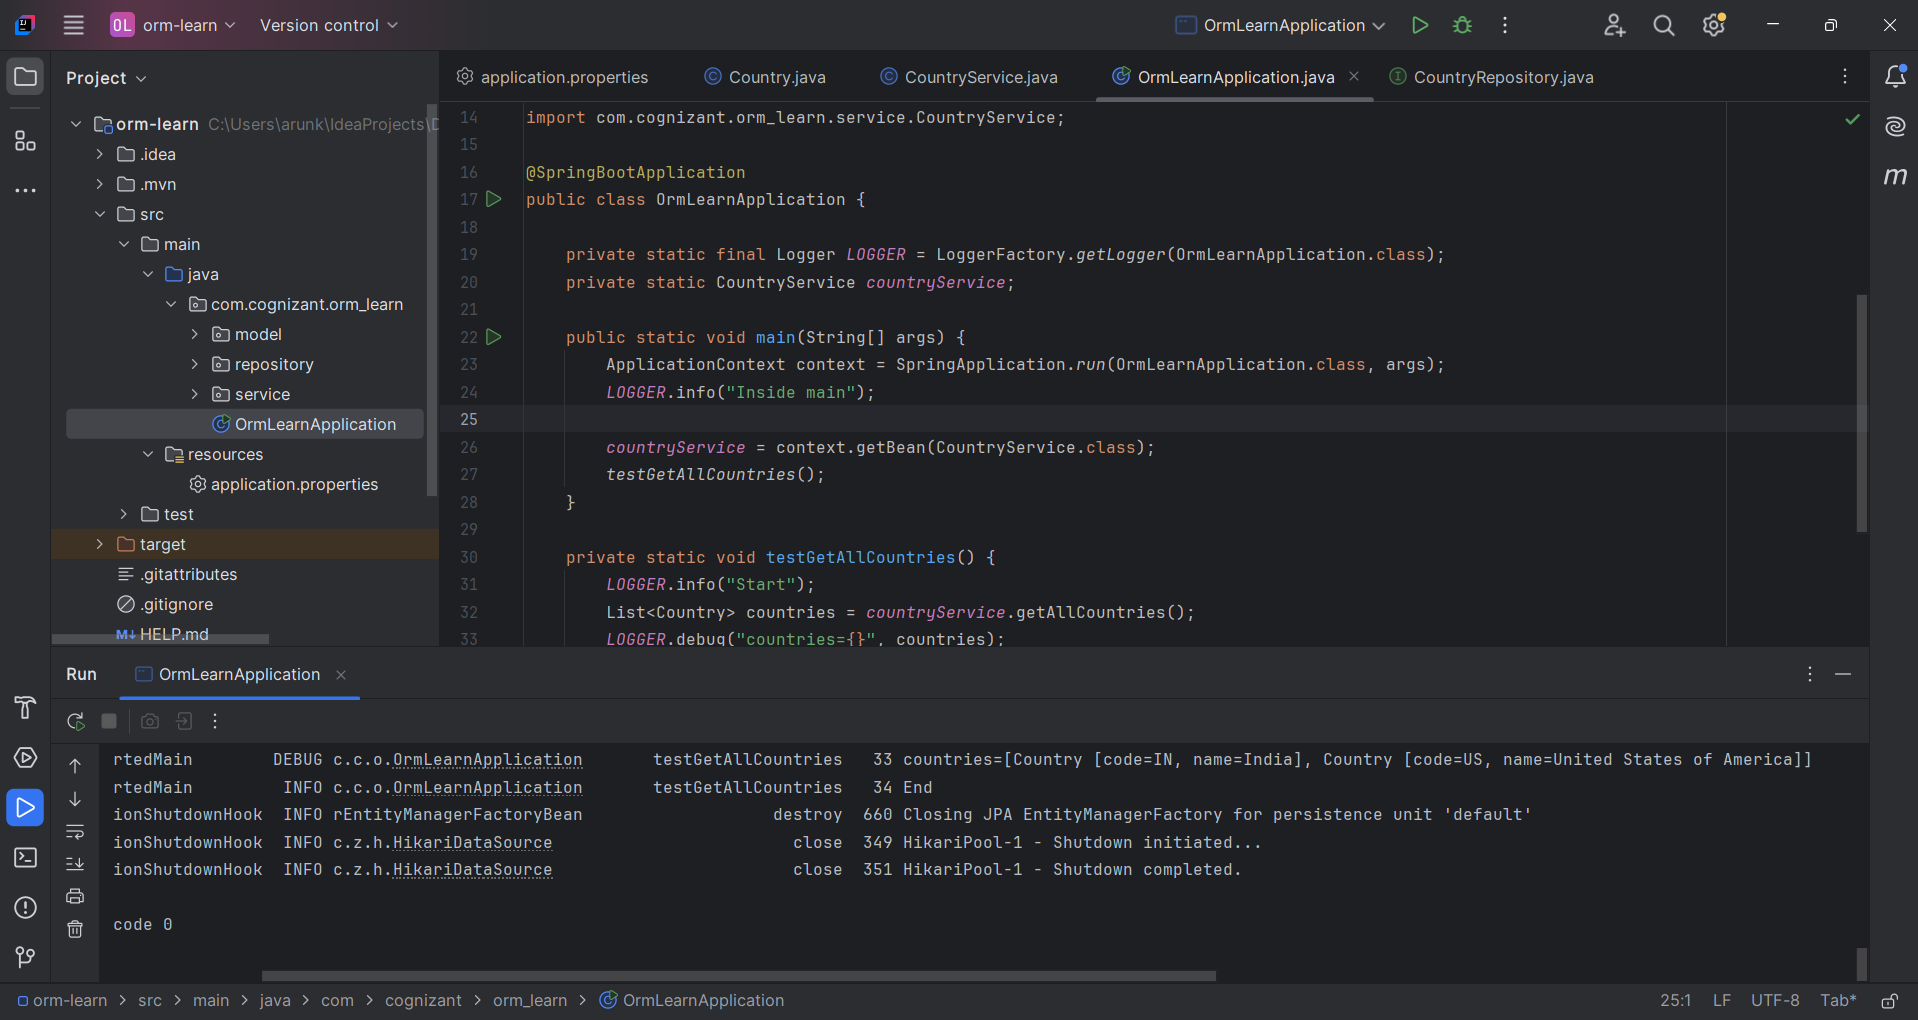 OL orm-learn Version control OrmLearnApplication
Project
application.properties Country.java CountryService.java OrmLearnApplication.java CountryRepository.java
orm-learn C:\Users\arunk\IdeaProjects\D
.idea
.mvn
src
main
java
com.cognizant.orm_learn
model
repository
service
OrmLearnApplication
resources
application.properties
test
target
.gitattributes
.gitignore
M↓ HELP.md
14 import com.cognizant.orm_learn.service.CountryService;
15
16 @SpringBootApplication
17 public class OrmLearnApplication {
18
19 private static final Logger LOGGER = LoggerFactory.getLogger(OrmLearnApplication.class);
20 private static CountryService countryService;
21
22 public static void main(String[] args) {
23 ApplicationContext context = SpringApplication.run(OrmLearnApplication.class, args);
24 LOGGER.info("Inside main");
25
26 countryService = context.getBean(CountryService.class);
27 testGetAllCountries();
28 }
29
30 private static void testGetAllCountries() {
31 LOGGER.info("Start");
32 List<Country> countries = countryService.getAllCountries();
33 LOGGER.debug("countries={}", countries);
m
Run OrmLearnApplication
rtedMain DEBUG c.c.o.OrmLearnApplication testGetAllCountries 33 countries=[Country [code=IN, name=India], Country [code=US, name=United States of America]]
rtedMain INFO c.c.o.OrmLearnApplication testGetAllCountries 34 End
ionShutdownHook INFO rEntityManagerFactoryBean destroy 660 Closing JPA EntityManagerFactory for persistence unit 'default'
ionShutdownHook INFO c.z.h.HikariDataSource close 349 HikariPool-1 - Shutdown initiated...
ionShutdownHook INFO c.z.h.HikariDataSource close 351 HikariPool-1 - Shutdown completed.
code 0
orm-learn > src > main > java > com > cognizant > orm_learn > OrmLearnApplication 25:1 LF UTF-8 Tab*